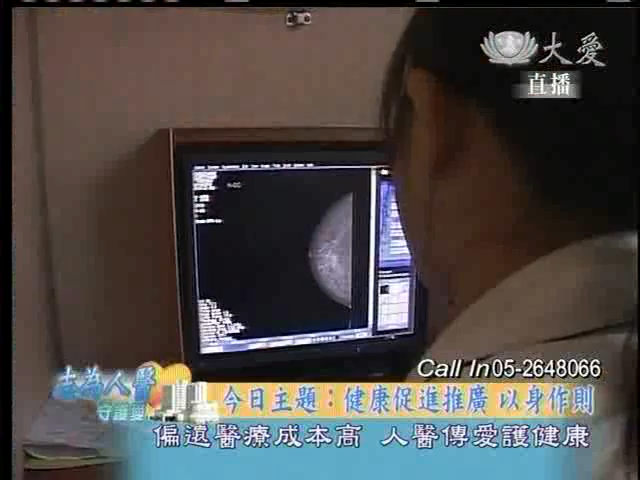 大愛
直播
R-CC
Call In 05-2648066
志為人醫
守護愛
今日主題：健康促進推廣 以身作則
偏遠醫療成本高 人醫傳愛護健康